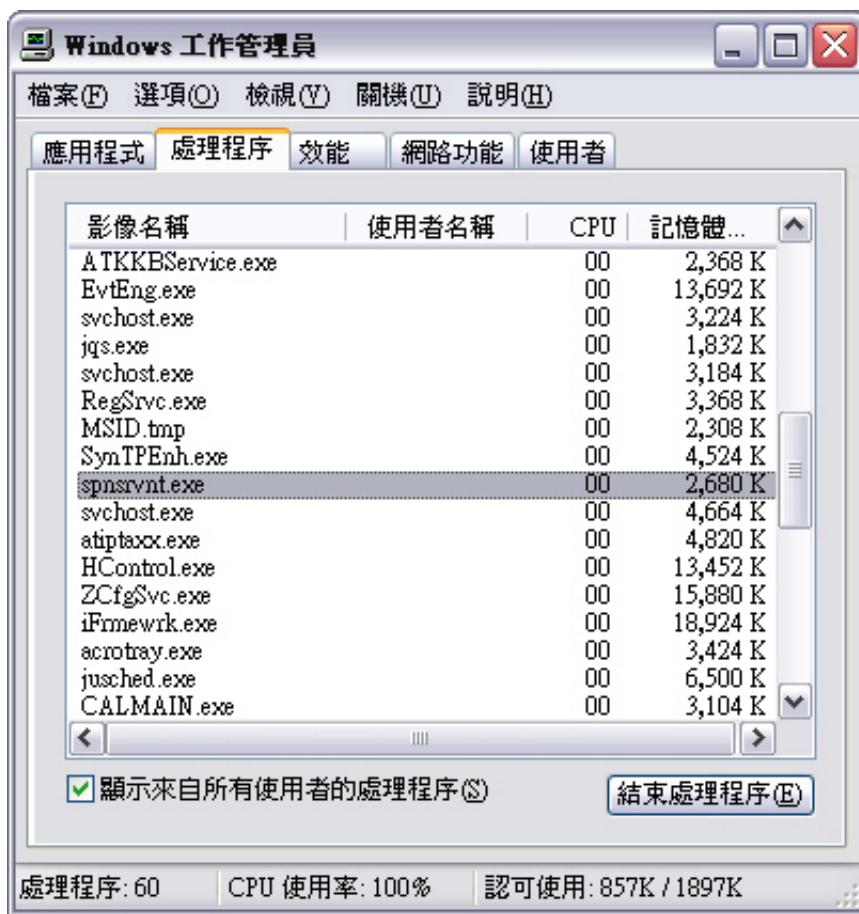 Windows 工作管理員
檔案(F) 選項(O) 檢視(V) 關機(U) 說明(H)
應用程式 處理程序 效能 網路功能 使用者
影像名稱 使用者名稱 CPU 記憶體...
ATKKBService.exe 00 2,368 K
EvtEng.exe 00 13,692 K
svchost.exe 00 3,224 K
jqs.exe 00 1,832 K
svchost.exe 00 3,184 K
RegSrvc.exe 00 3,368 K
MSID.tmp 00 2,308 K
SynTPEnh.exe 00 4,524 K
spnsrvnt.exe 00 2,680 K
svchost.exe 00 4,664 K
atiptaxx.exe 00 4,820 K
HControl.exe 00 13,452 K
ZCfgSvc.exe 00 15,880 K
iFrmewrk.exe 00 18,924 K
acrotray.exe 00 3,424 K
jusched.exe 00 6,500 K
CALMAIN.exe 00 3,104 K
顯示來自所有使用者的處理程序(S) 結束處理程序(E)
處理程序: 60 CPU 使用率: 100% 認可使用: 857K / 1897K